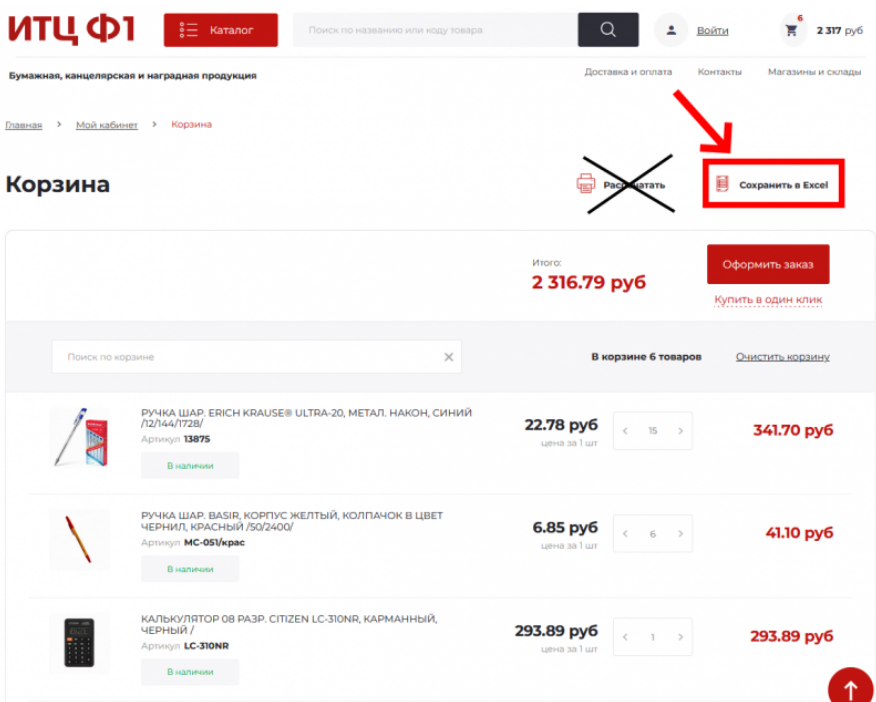 ИТЦ Ф1
Каталог
Поиск по названию или коду товара
Войти
6
2 317 руб
Бумажная, канцелярская и наградная продукция
Доставка и оплата
Контакты
Магазины и склады
Главная > Мой кабинет > Корзина
Корзина
Распечатать
Сохранить в Excel
Итого:
2 316.79 руб
Оформить заказ
Купить в один клик
Поиск по корзине
В корзине 6 товаров
Очистить корзину
РУЧКА ШАР. ERICH KRAUSE® ULTRA-20, МЕТАЛ. НАКОН, СИНИЙ
/12/144/1728/
Артикул 13875
В наличии
22.78 руб
цена за 1 шт
15
341.70 руб
РУЧКА ШАР. BASIR, КОРПУС ЖЕЛТЫЙ, КОЛПАЧОК В ЦВЕТ
ЧЕРНИЛ, КРАСНЫЙ /50/2400/
Артикул МС-051/крас
В наличии
6.85 руб
цена за 1 шт
6
41.10 руб
КАЛЬКУЛЯТОР 08 РАЗР. CITIZEN LC-310NR, КАРМАННЫЙ,
ЧЕРНЫЙ /
Артикул LC-310NR
В наличии
293.89 руб
цена за 1 шт
1
293.89 руб